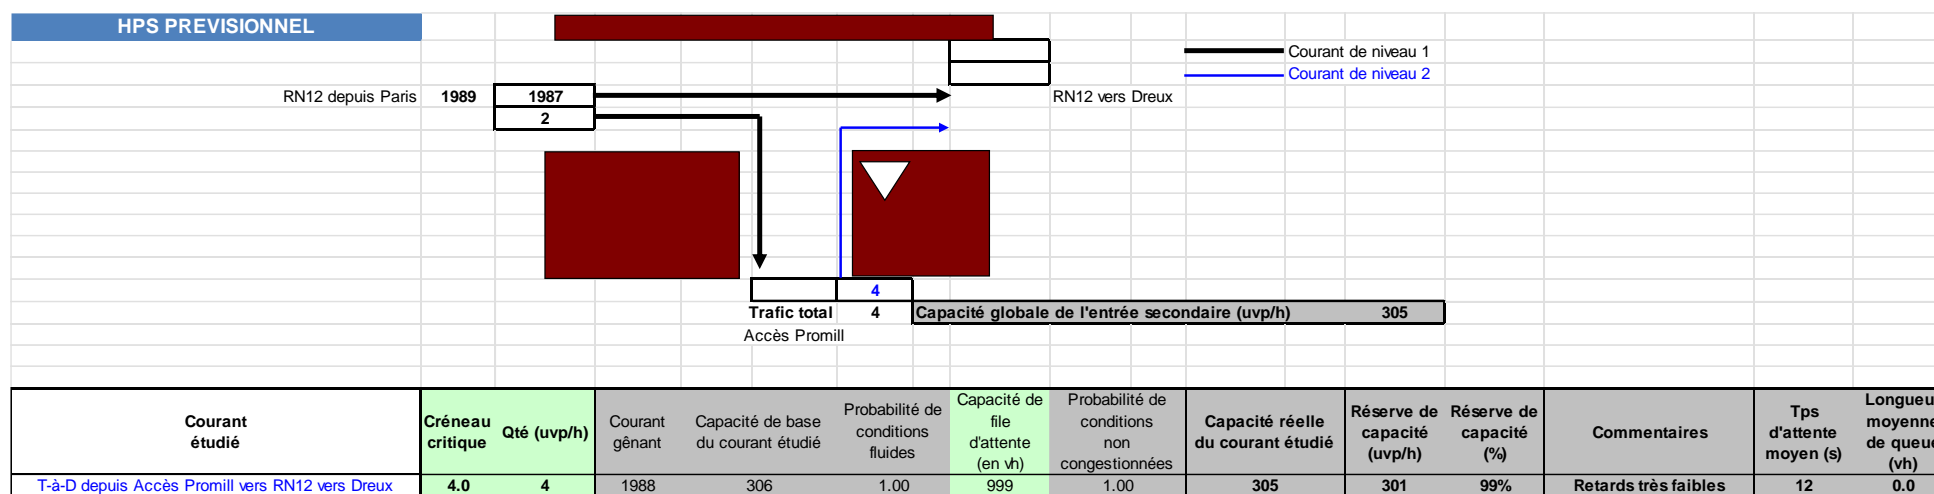 HPS PREVISIONNEL
Courant de niveau 1
Courant de niveau 2
RN12 depuis Paris 1989 1987 RN12 vers Dreux
2
4
Trafic total 4 Capacité globale de l'entrée secondaire (uvp/h) 305
Accès Promill
Courant étudié
Créneau critique
Qté (uvp/h)
Courant gênant
Capacité de base du courant étudié
Probabilité de conditions fluides
Capacité de file d'attente (en vh)
Probabilité de conditions non congestionnées
Capacité réelle du courant étudié
Réserve de capacité (uvp/h)
Réserve de capacité (%)
Commentaires
Tps d'attente moyen (s)
Longueu moyenne de queue (vh)
T-à-D depuis Accès Promill vers RN12 vers Dreux 4.0 4 1988 306 1.00 999 1.00 305 301 99% Retards très faibles 12 0.0